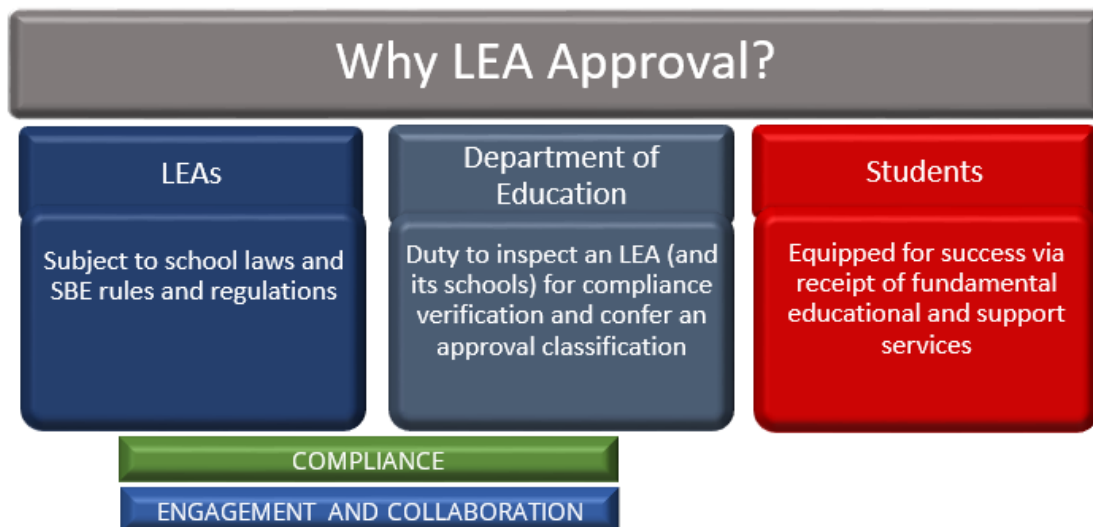 Why LEA Approval?
LEAs
Subject to school laws and
SBE rules and regulations
Department of
Education
Duty to inspect an LEA (and
its schools) for compliance
verification and confer an
approval classification
Students
Equipped for success via
receipt of fundamental
educational and support
services
COMPLIANCE
ENGAGEMENT AND COLLABORATION